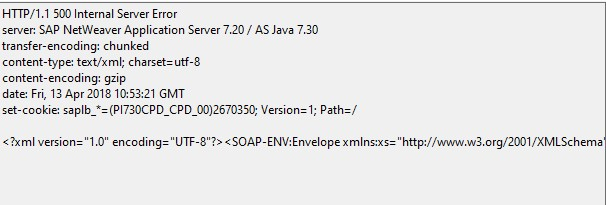 HTTP/1.1 500 Internal Server Error
server: SAP NetWeaver Application Server 7.20 / AS Java 7.30
transfer-encoding: chunked
content-type: text/xml; charset=utf-8
content-encoding: gzip
date: Fri, 13 Apr 2018 10:53:21 GMT
set-cookie: saplb_*=(PI730CPD_CPD_00)2670350; Version=1; Path=/
<?xml version="1.0" encoding="UTF-8"?><SOAP-ENV:Envelope xmlns:xs="http://www.w3.org/2001/XMLSchema"